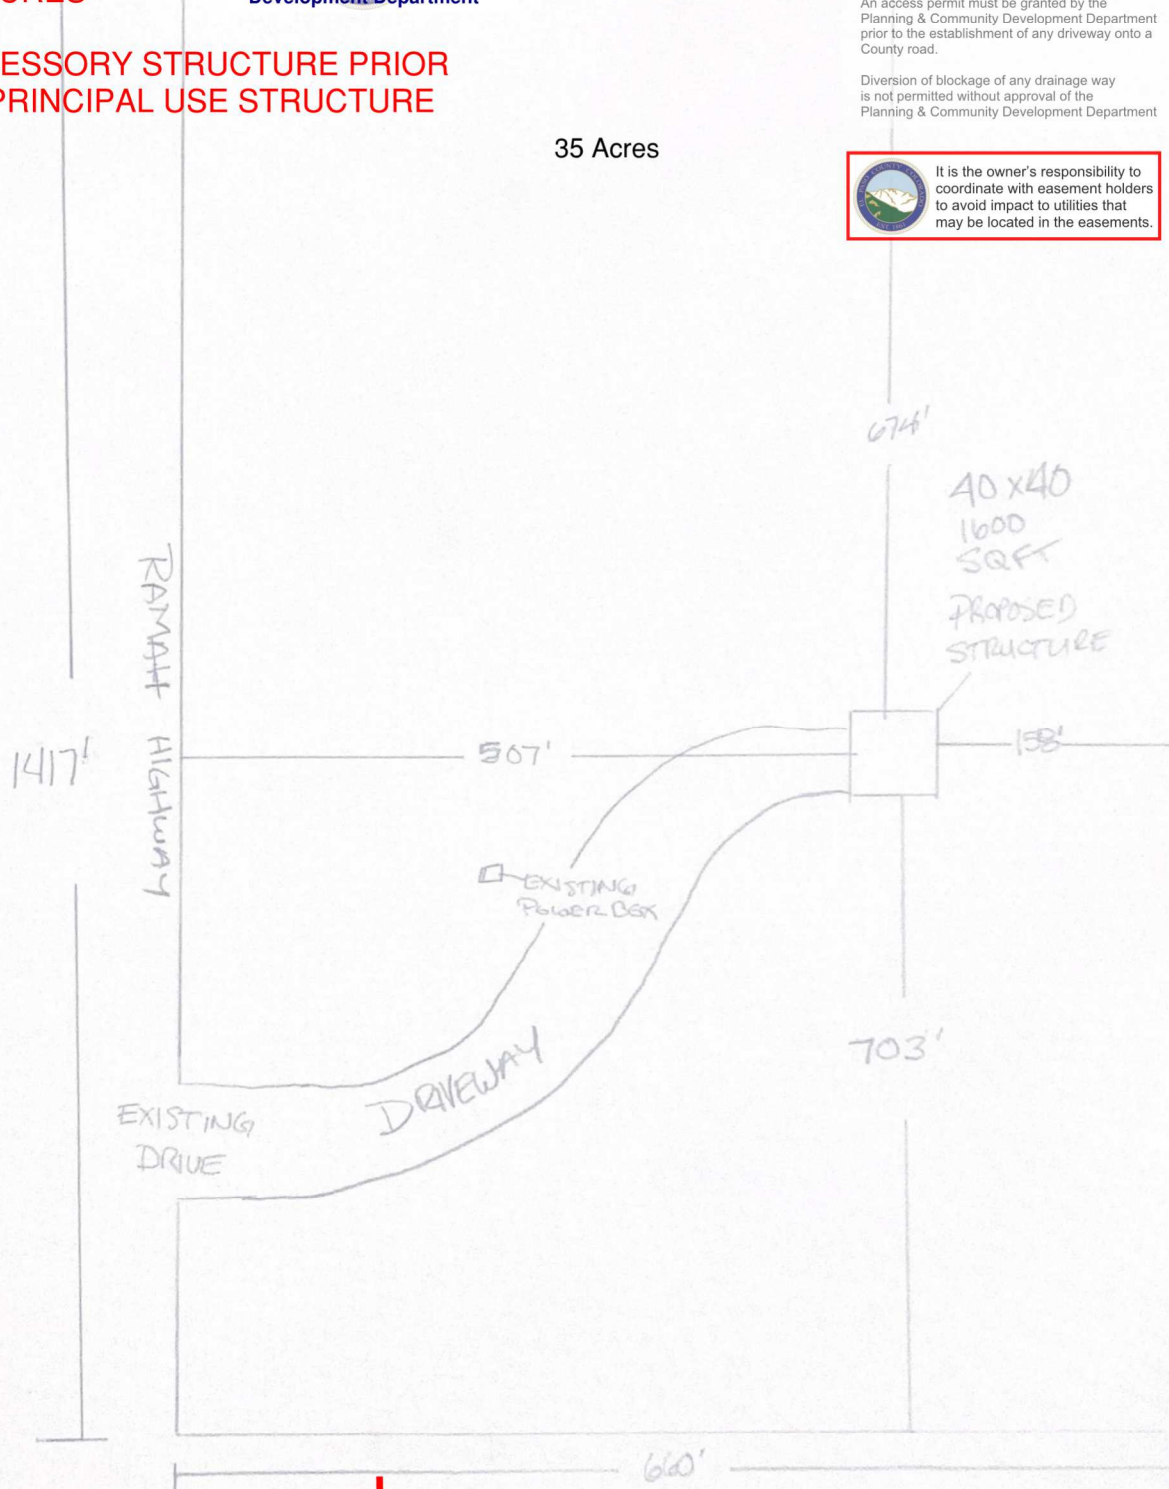 Development Department
An access permit must be granted by the
Planning & Community Development Department
prior to the establishment of any driveway onto a
County road.
ESSORY STRUCTURE PRIOR
PRINCIPAL USE STRUCTURE
Diversion of blockage of any drainage way
is not permitted without approval of the
Planning & Community Development Department
35 Acres
It is the owner's responsibility to
coordinate with easement holders
to avoid impact to utilities that
may be located in the easements.
674'
40 x 40
1600
SQFT
PROPOSED
STRUCTURE
RAMAH HIGHWAY
1417'
507'
158'
EXISTING
POWER BOX
703'
DRIVEWAY
EXISTING
DRIVE
660'